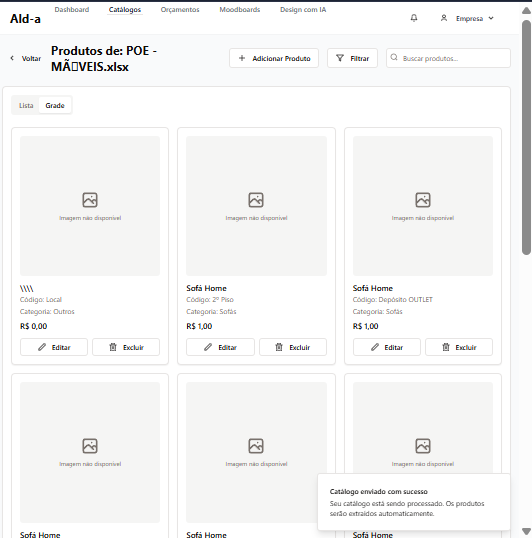 Dashboard Catálogos Orçamentos Moodboards Design com IA
Ald-a
Empresa
Voltar
Produtos de: POE -
MÃ�VEIS.xlsx
Adicionar Produto
Filtrar
Buscar produtos...
Lista Grade
Imagem não disponível Imagem não disponível Imagem não disponível
\\\\ Sofá Home Sofá Home
Código: Local Código: 2º Piso Código: Depósito OUTLET
Categoria: Outros Categoria: Sofás Categoria: Sofás
R$ 0,00 R$ 1,00 R$ 1,00
Editar Excluir Editar Excluir Editar Excluir
Imagem não disponível Imagem não disponível Imagem não disponível
Catálogo enviado com sucesso
Seu catálogo está sendo processado. Os produtos
serão extraídos automaticamente.
Sofá Home Sofá Home Sofá Home